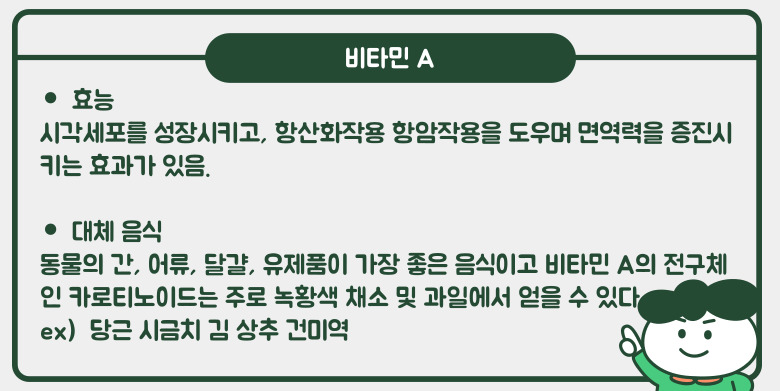 비타민 A
• 효능
시각세포를 성장시키고, 항산화작용 항암작용을 도우며 면역력을 증진시
키는 효과가 있음.
• 대체 음식
동물의 간, 어류, 달걀, 유제품이 가장 좋은 음식이고 비타민 A의 전구체
인 카로티노이드는 주로 녹황색 채소 및 과일에서 얻을 수 있다
ex) 당근 시금치 김 상추 건미역